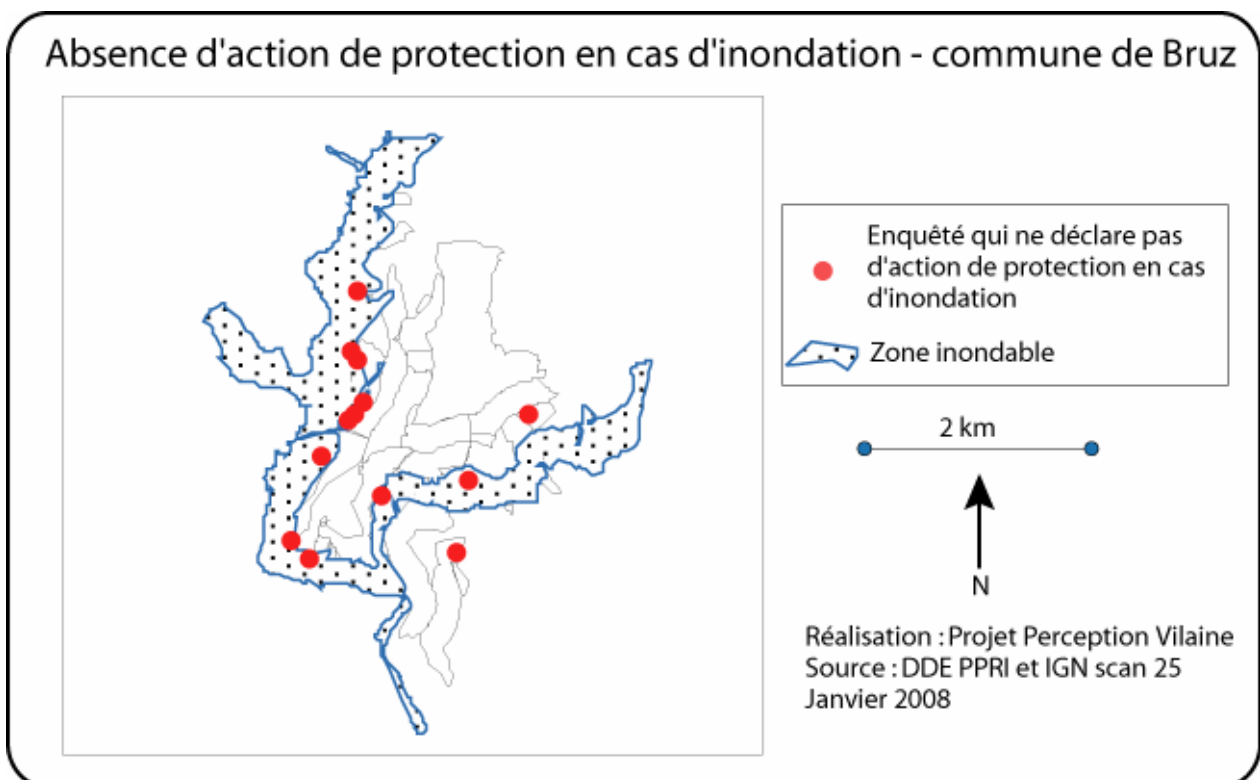 Absence d'action de protection en cas d'inondation - commune de Bruz
Enquêté qui ne déclare pas
d'action de protection en cas
d'inondation
Zone inondable
2 km
N
Réalisation : Projet Perception Vilaine
Source : DDE PPRI et IGN scan 25
Janvier 2008